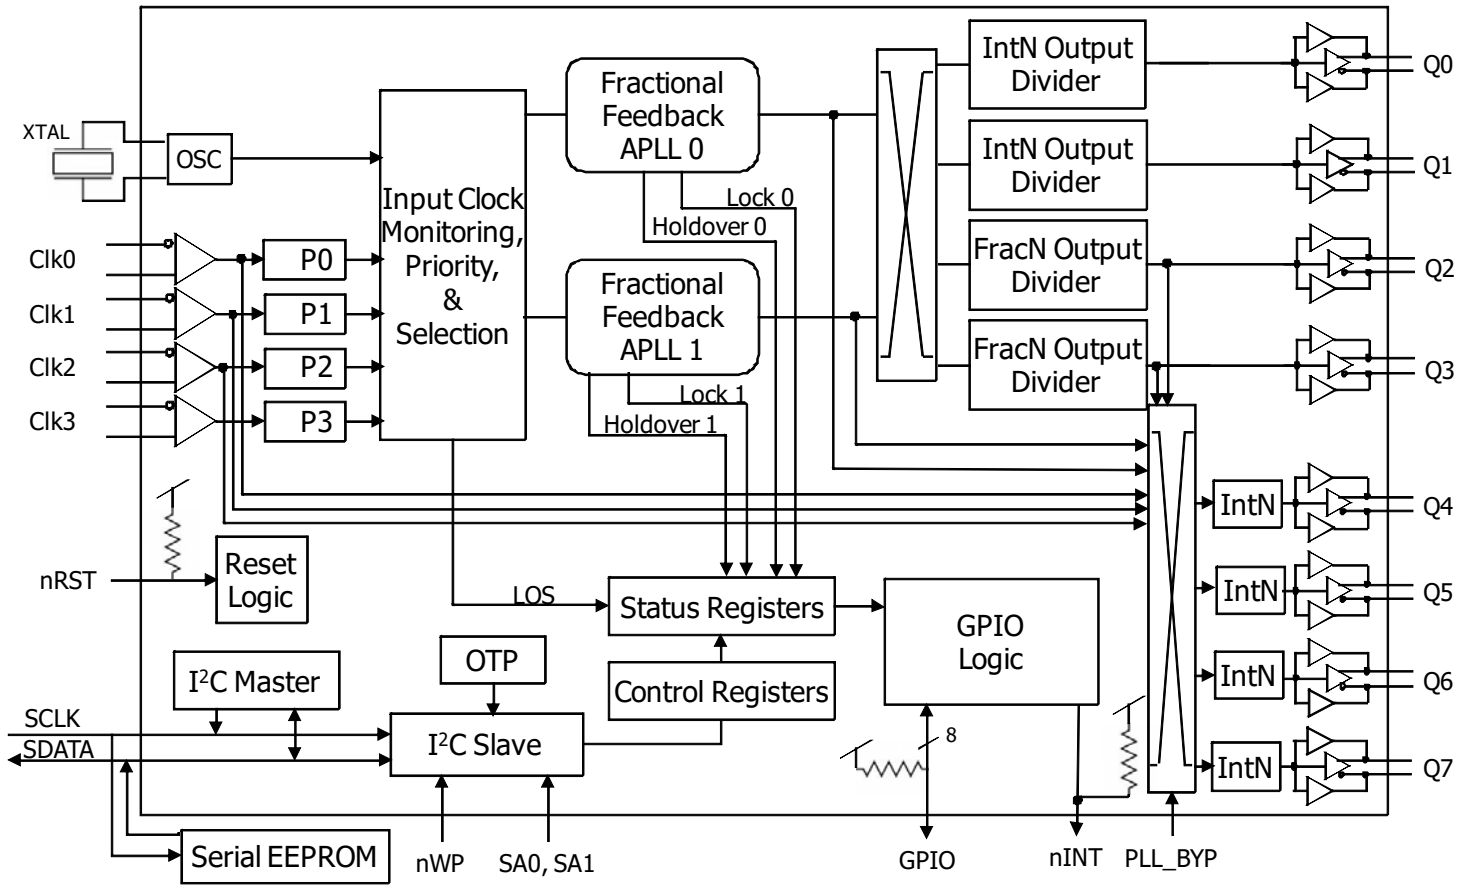 XTAL
OSC
Clk0
Clk1
Clk2
Clk3
P0
P1
P2
P3
Input Clock
Monitoring,
Priority,
&
Selection
Fractional
Feedback
APLL 0
Lock 0
Holdover 0
Fractional
Feedback
APLL 1
Lock 1
Holdover 1
IntN Output
Divider
IntN Output
Divider
FracN Output
Divider
FracN Output
Divider
Q0
Q1
Q2
Q3
IntN
Q4
IntN
Q5
IntN
Q6
IntN
Q7
nRST
Reset
Logic
LOS
Status Registers
GPIO
Logic
OTP
Control Registers
I²C Master
SCLK
SDATA
I²C Slave
8
Serial EEPROM
nWP
SA0, SA1
GPIO
nINT
PLL_BYP